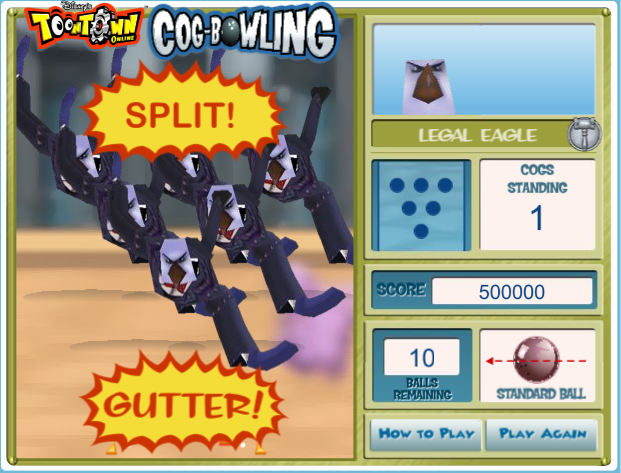 Disney's
TOONTOWN
ONLINE
COG-BOWLING
SPLIT!
LEGAL EAGLE
COGS
STANDING
1
SCORE 500000
10
BALLS
REMAINING
STANDARD BALL
GUTTER!
HOW TO PLAY
PLAY AGAIN